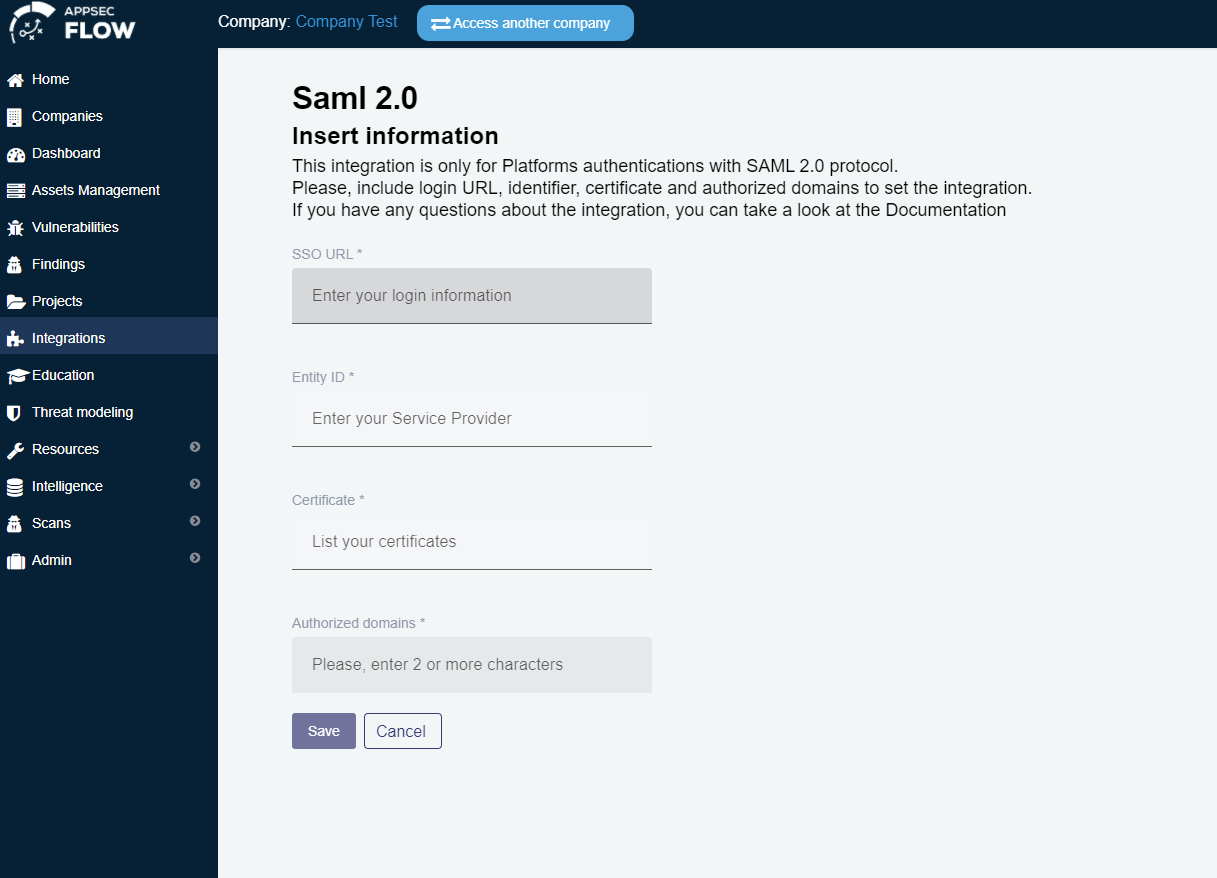 APPSEC
FLOW
Company: Company Test
Access another company
Home
Companies
Dashboard
Assets Management
Vulnerabilities
Findings
Projects
Integrations
Education
Threat modeling
Resources
Intelligence
Scans
Admin
Saml 2.0
Insert information
This integration is only for Platforms authentications with SAML 2.0 protocol.
Please, include login URL, identifier, certificate and authorized domains to set the integration.
If you have any questions about the integration, you can take a look at the Documentation
SSO URL *
Enter your login information
Entity ID *
Enter your Service Provider
Certificate *
List your certificates
Authorized domains *
Please, enter 2 or more characters
Save
Cancel